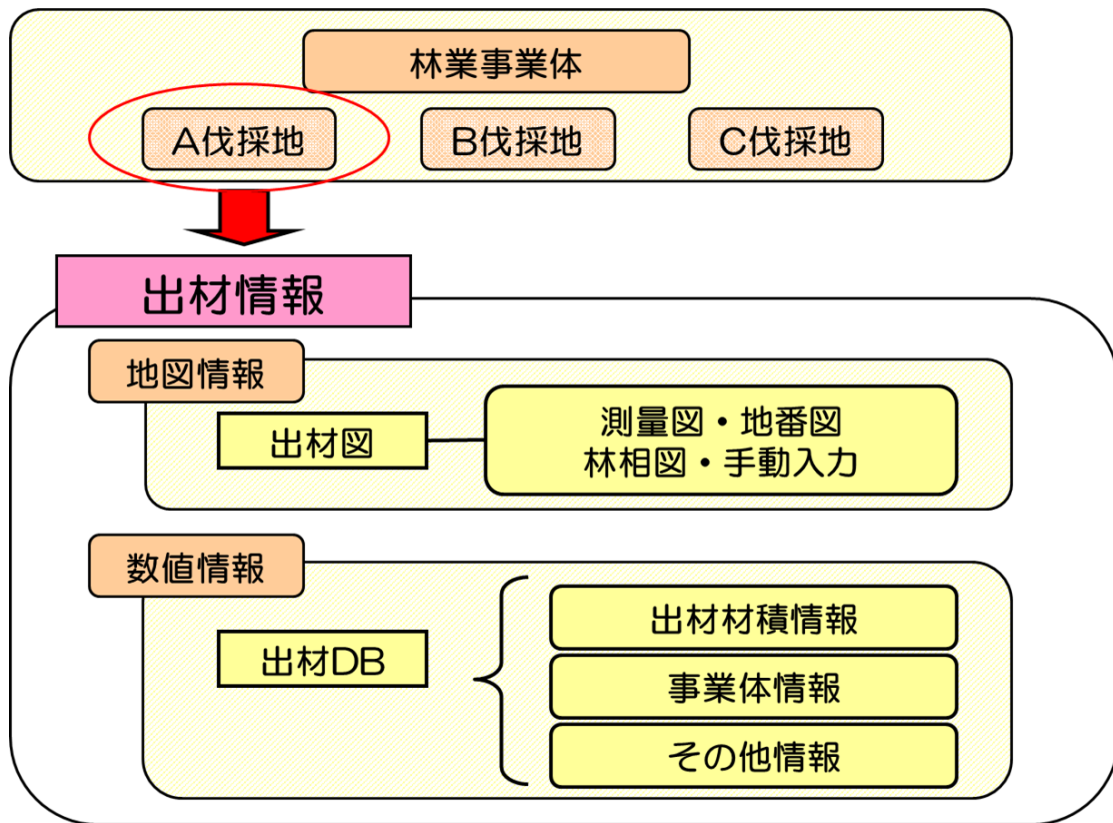 林業事業体
A伐採地
B伐採地
C伐採地
出材情報
地図情報
出材図
測量図・地番図
林相図・手動入力
数値情報
出材DB
出材材積情報
事業体情報
その他情報